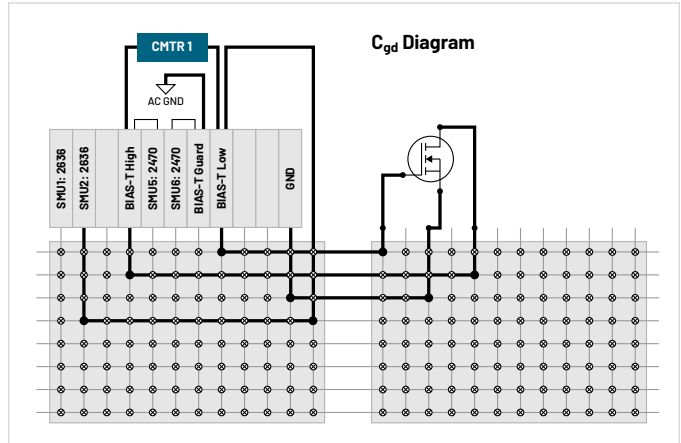 CMTR 1
C_gd Diagram
AC GND
SMU1: 2636
SMU2: 2636
BIAS-T High
SMU5: 2470
SMU6: 2470
BIAS-T Guard
BIAS-T Low
GND